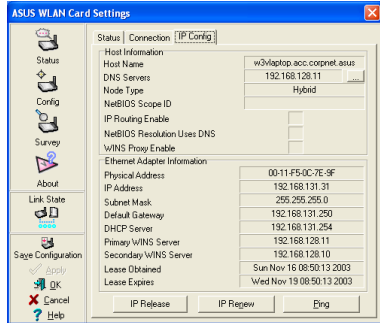 ASUS WLAN Card Settings
Status
Config
Survey
About
Link State
Save Configuration
Apply
OK
Cancel
Help
Status Connection IP Config
Host Information
Host Name w3vlaptop.acc.corpnet.asus
DNS Servers 192.168.128.11 ...
Node Type Hybrid
NetBIOS Scope ID
IP Routing Enable
NetBIOS Resolution Uses DNS
WINS Proxy Enable
Ethernet Adapter Information
Physical Address 00-11-F5-0C-7E-9F
IP Address 192.168.131.31
Subnet Mask 255.255.255.0
Default Gateway 192.168.131.250
DHCP Server 192.168.131.254
Primary WINS Server 192.168.128.11
Secondary WINS Server 192.168.128.10
Lease Obtained Sun Nov 16 08:50:13 2003
Lease Expires Wed Nov 19 08:50:13 2003
IP Release IP Renew Ping